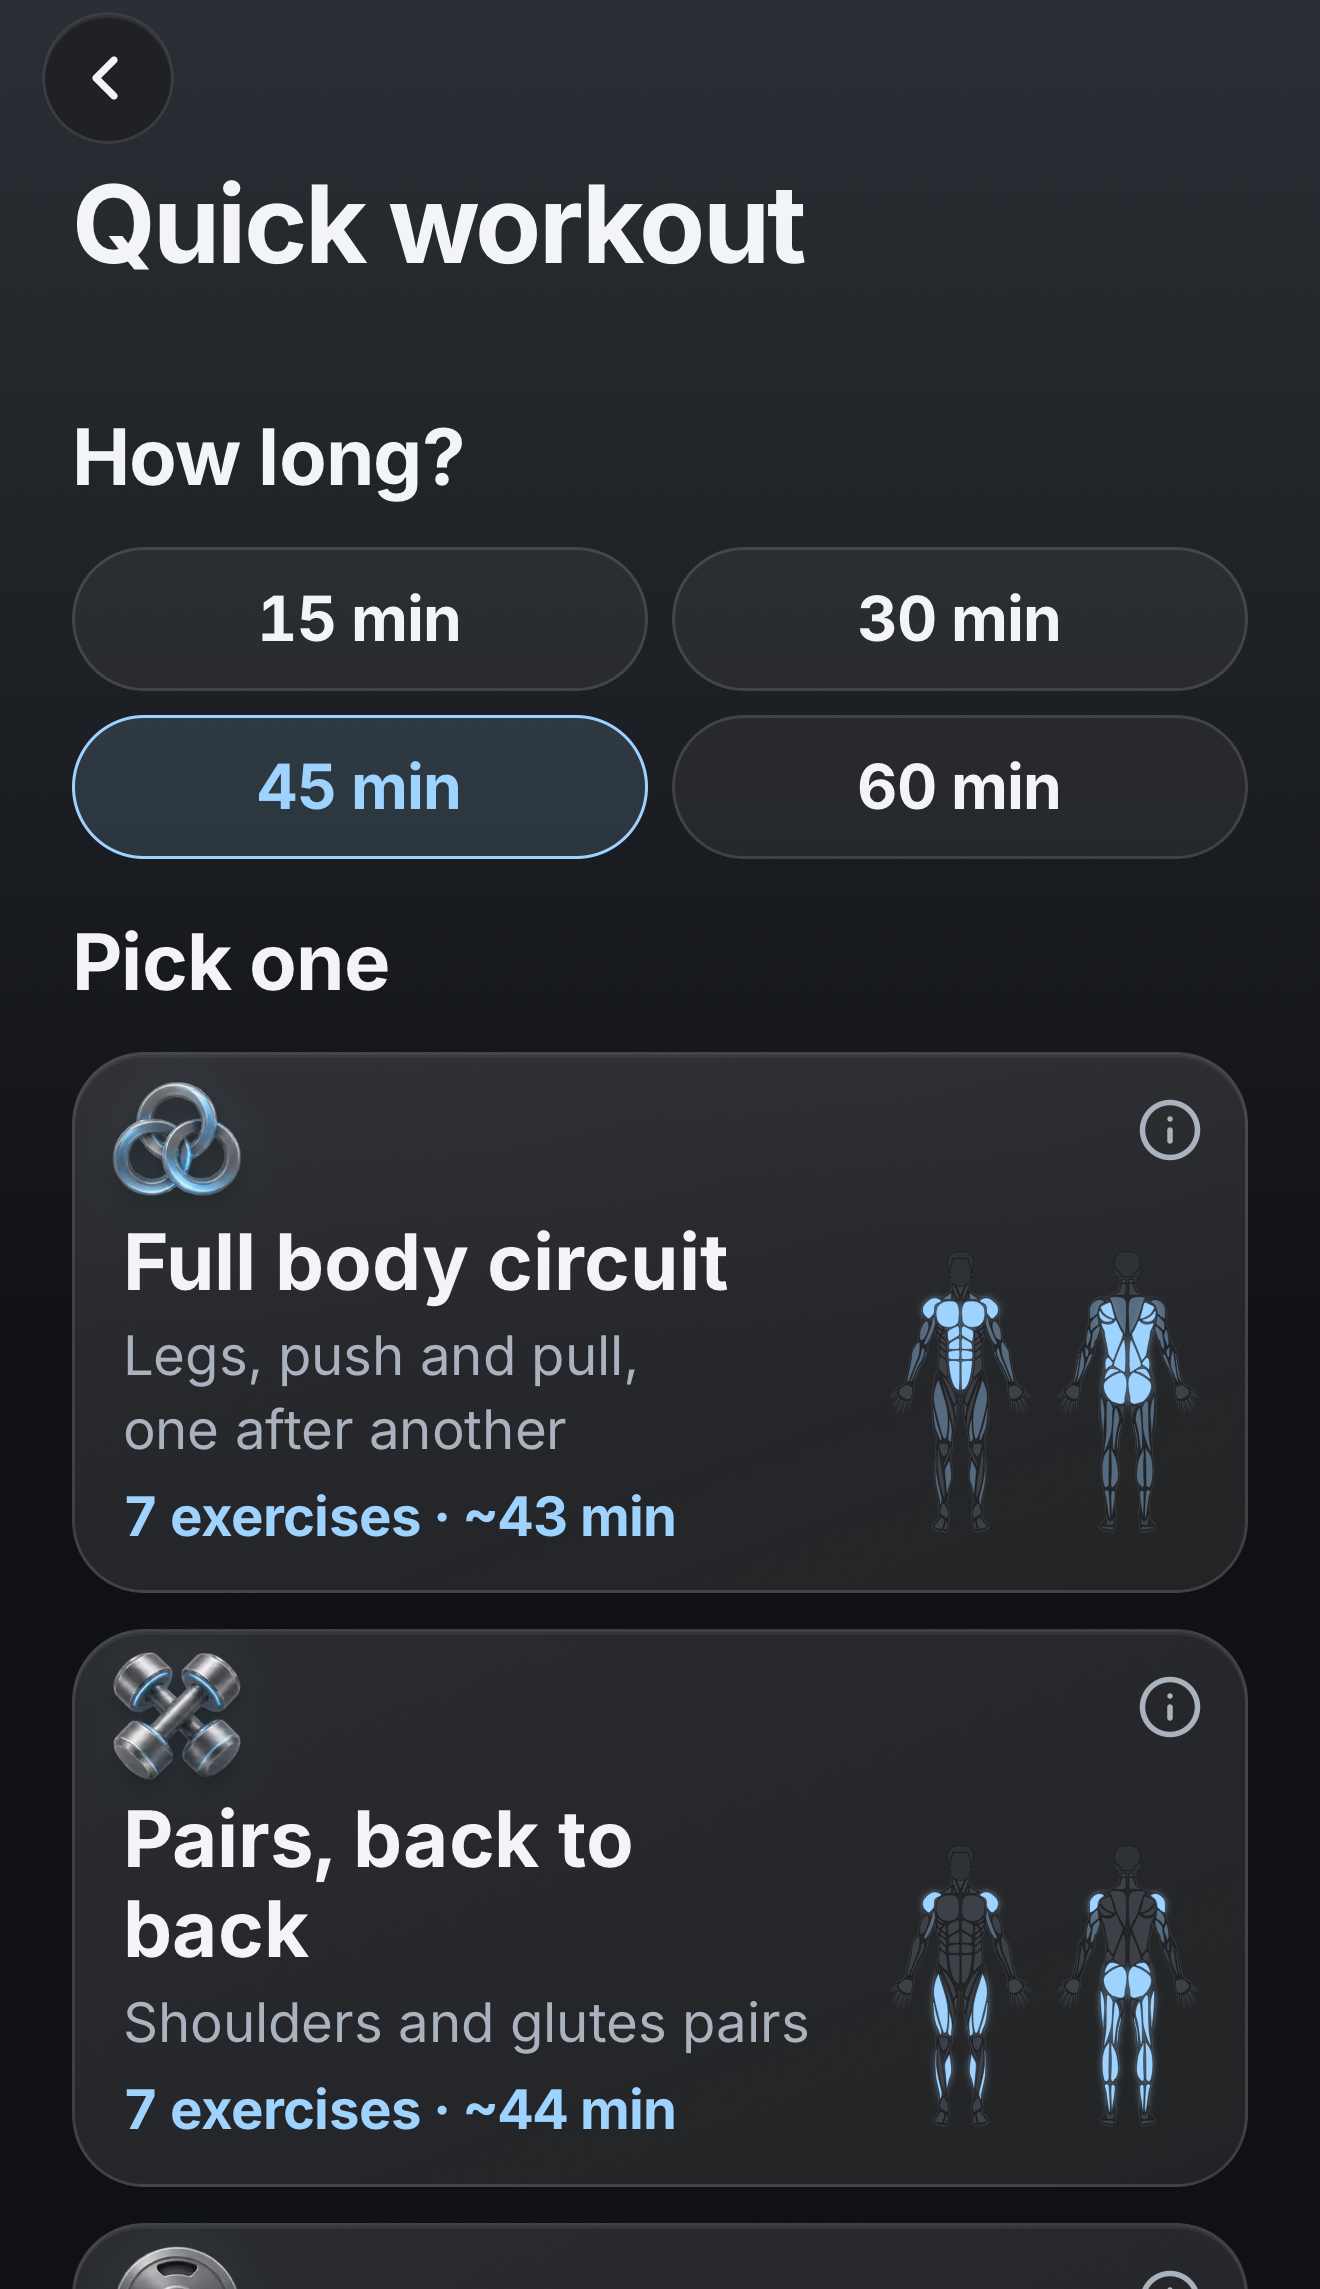 Quick workout
How long?
15 min
30 min
45 min
60 min
Pick one
Full body circuit
Legs, push and pull,
one after another
7 exercises · ~43 min
Pairs, back to
back
Shoulders and glutes pairs
7 exercises · ~44 min